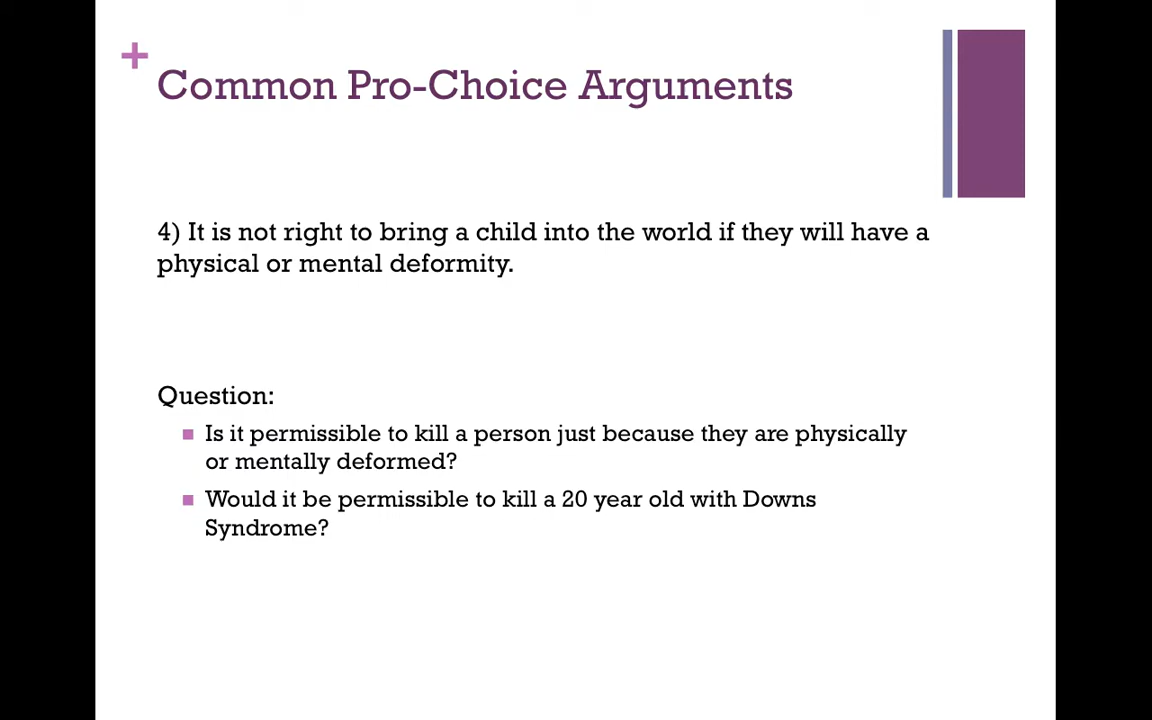 +
Common Pro-Choice Arguments
4) It is not right to bring a child into the world if they will have a
physical or mental deformity.
Question:
Is it permissible to kill a person just because they are physically
or mentally deformed?
Would it be permissible to kill a 20 year old with Downs
Syndrome?